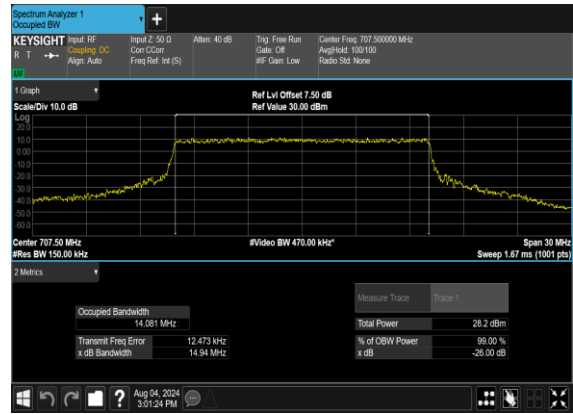 Spectrum Analyzer 1
Occupied BW
+
KEYSIGHT Input: RF Input Z: 50 Ω Atten: 40 dB Trig: Free Run Center Freq: 707.500000 MHz
R T Coupling: DC Corr CCorr Gate: Off Avg|Hold: 100/100
Align: Auto Freq Ref: Int (S) #IF Gain: Low Radio Std: None
LXI
1 Graph
Ref Lvl Offset 7.50 dB
Scale/Div 10.0 dB Ref Value 30.00 dBm
Log
20.0
10.0
0.00
-10.0
-20.0
-30.0
-40.0
-50.0
-60.0
Center 707.50 MHz #Video BW 470.00 kHz* Span 30 MHz
#Res BW 150.00 kHz Sweep 1.67 ms (1001 pts)
2 Metrics
Measure Trace Trace 1
Occupied Bandwidth
14.081 MHz Total Power 28.2 dBm
Transmit Freq Error 12.473 kHz % of OBW Power 99.00 %
x dB Bandwidth 14.94 MHz x dB -26.00 dB
? Aug 04, 2024
3:01:24 PM